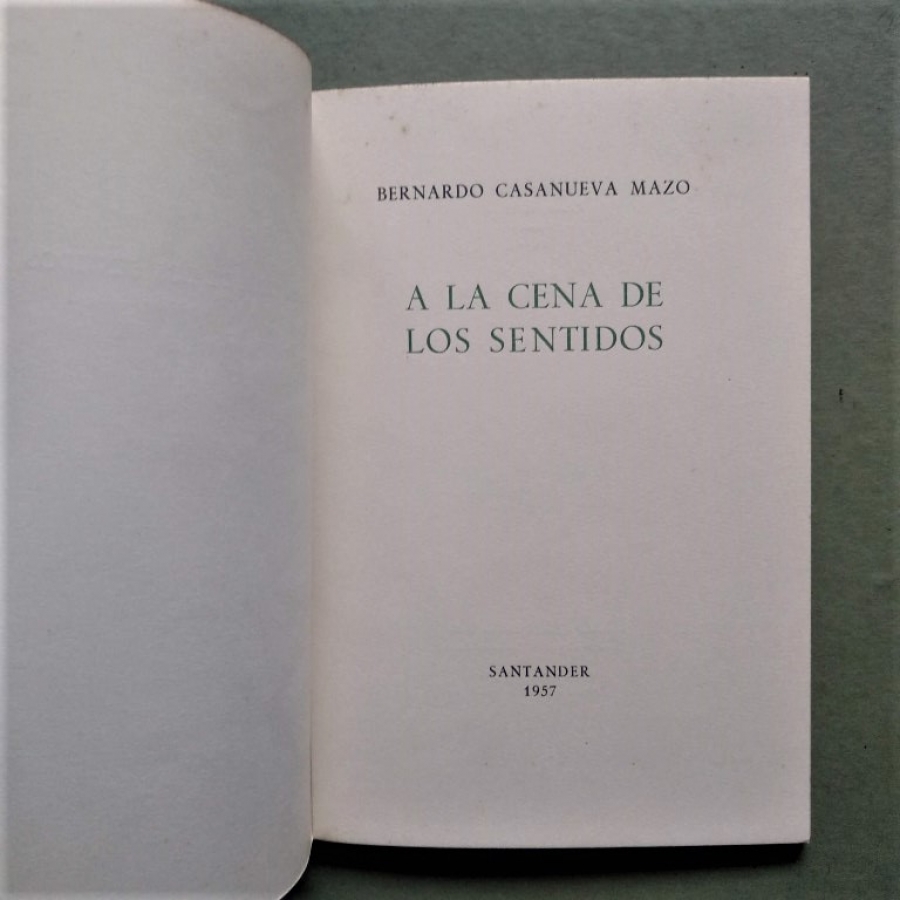 BERNARDO CASANUEVA MAZO
A LA CENA DE
LOS SENTIDOS
SANTANDER
1957